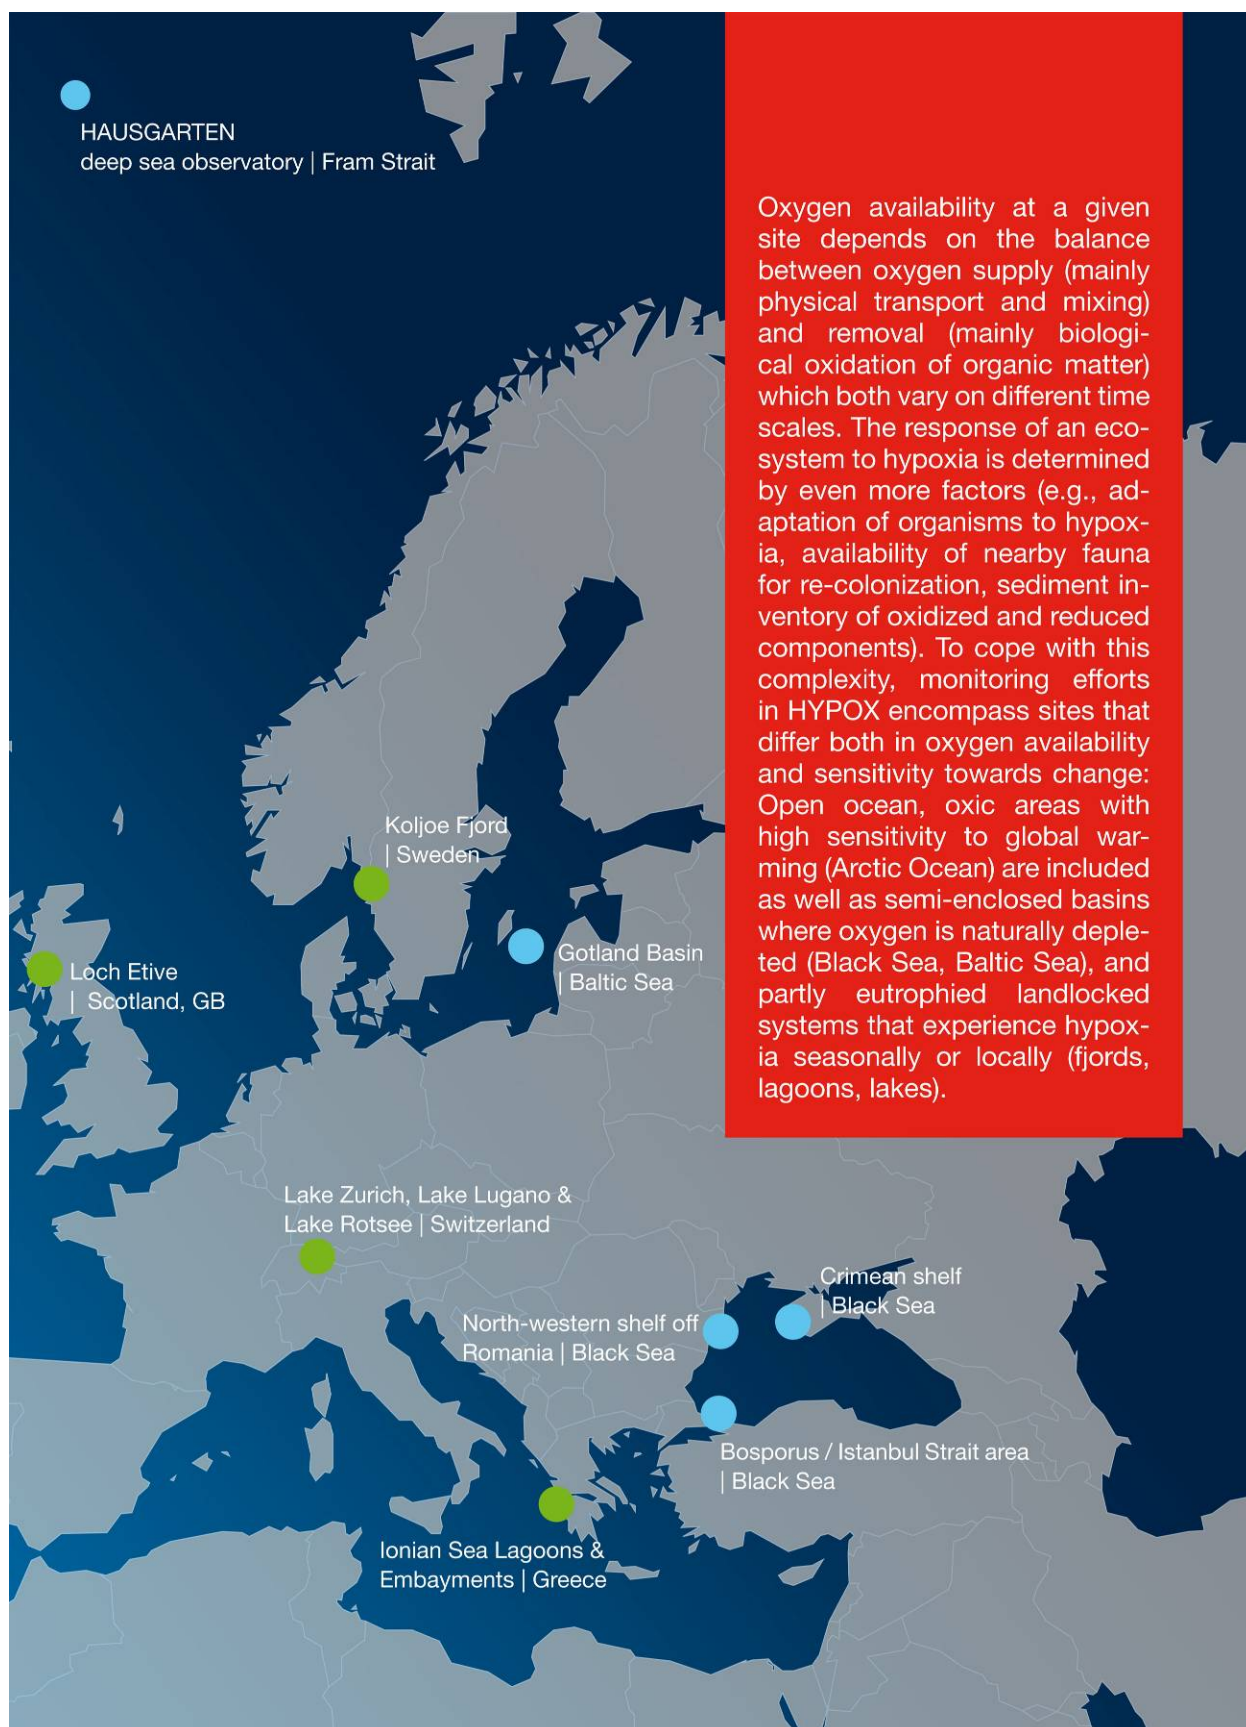 HAUSGARTEN
deep sea observatory | Fram Strait
Oxygen availability at a given
site depends on the balance
between oxygen supply (mainly
physical transport and mixing)
and removal (mainly biologi-
cal oxidation of organic matter)
which both vary on different time
scales. The response of an eco-
system to hypoxia is determined
by even more factors (e.g., ad-
aptation of organisms to hypox-
ia, availability of nearby fauna
for re-colonization, sediment in-
ventory of oxidized and reduced
components). To cope with this
complexity, monitoring efforts
in HYPOX encompass sites that
differ both in oxygen availability
and sensitivity towards change:
Open ocean, oxic areas with
high sensitivity to global war-
ming (Arctic Ocean) are included
as well as semi-enclosed basins
where oxygen is naturally deple-
ted (Black Sea, Baltic Sea), and
partly eutrophied landlocked
systems that experience hypox-
ia seasonally or locally (fjords,
lagoons, lakes).
Koljoe Fjord
| Sweden
Gotland Basin
| Baltic Sea
Loch Etive
| Scotland, GB
Lake Zurich, Lake Lugano &
Lake Rotsee | Switzerland
Crimean shelf
| Black Sea
North-western shelf off
Romania | Black Sea
Bosporus / Istanbul Strait area
| Black Sea
Ionian Sea Lagoons &
Embayments | Greece